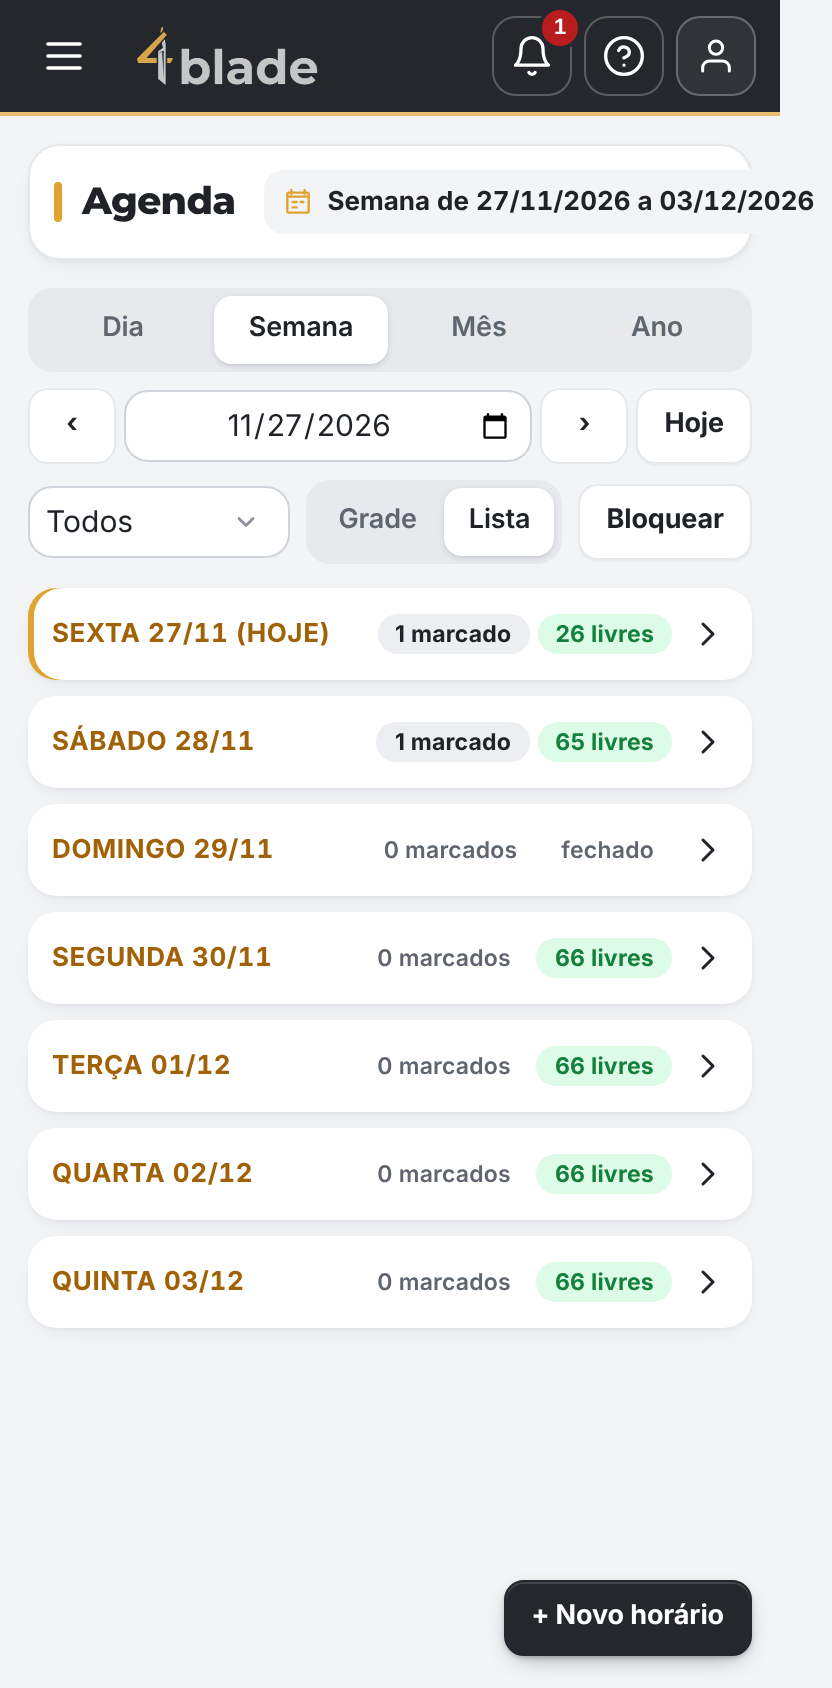 4blade
1
Agenda
Semana de 27/11/2026 a 03/12/2026
Dia Semana Mês Ano
‹ 11/27/2026 › Hoje
Todos Grade Lista Bloquear
SEXTA 27/11 (HOJE) 1 marcado 26 livres
SÁBADO 28/11 1 marcado 65 livres
DOMINGO 29/11 0 marcados fechado
SEGUNDA 30/11 0 marcados 66 livres
TERÇA 01/12 0 marcados 66 livres
QUARTA 02/12 0 marcados 66 livres
QUINTA 03/12 0 marcados 66 livres
+ Novo horário